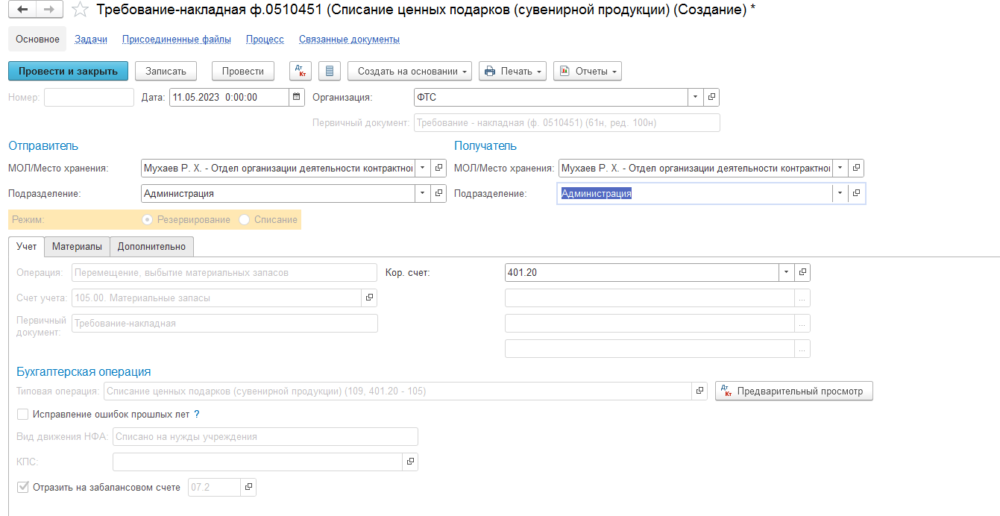 Требование-накладная ф.0510451 (Списание ценных подарков (сувенирной продукции) (Создание) *
Основное Задачи Присоединенные файлы Процесс Связанные документы
Провести и закрыть Записать Провести Дт Кт Создать на основании Печать Отчеты
Номер: Дата: 11.05.2023 0:00:00 Организация: ФТС
Первичный документ: Требование - накладная (ф. 0510451) (61н, ред. 100н)
Отправитель Получатель
МОЛ/Место хранения: Мухаев Р. Х. - Отдел организации деятельности контрактно МОЛ/Место хранения: Мухаев Р. Х. - Отдел организации деятельности контрактно
Подразделение: Администрация Подразделение: Администрация
Режим: Резервирование Списание
Учет Материалы Дополнительно
Операция: Перемещение, выбытие материальных запасов Кор. счет: 401.20
Счет учета: 105.00. Материальные запасы ...
Первичный документ: Требование-накладная ...
...
Бухгалтерская операция
Типовая операция: Списание ценных подарков (сувенирной продукции) (109, 401.20 - 105) Дт Кт Предварительный просмотр
Исправление ошибок прошлых лет ?
Вид движения НФА: Списано на нужды учреждения
КПС:
Отразить на забалансовом счете 07.2